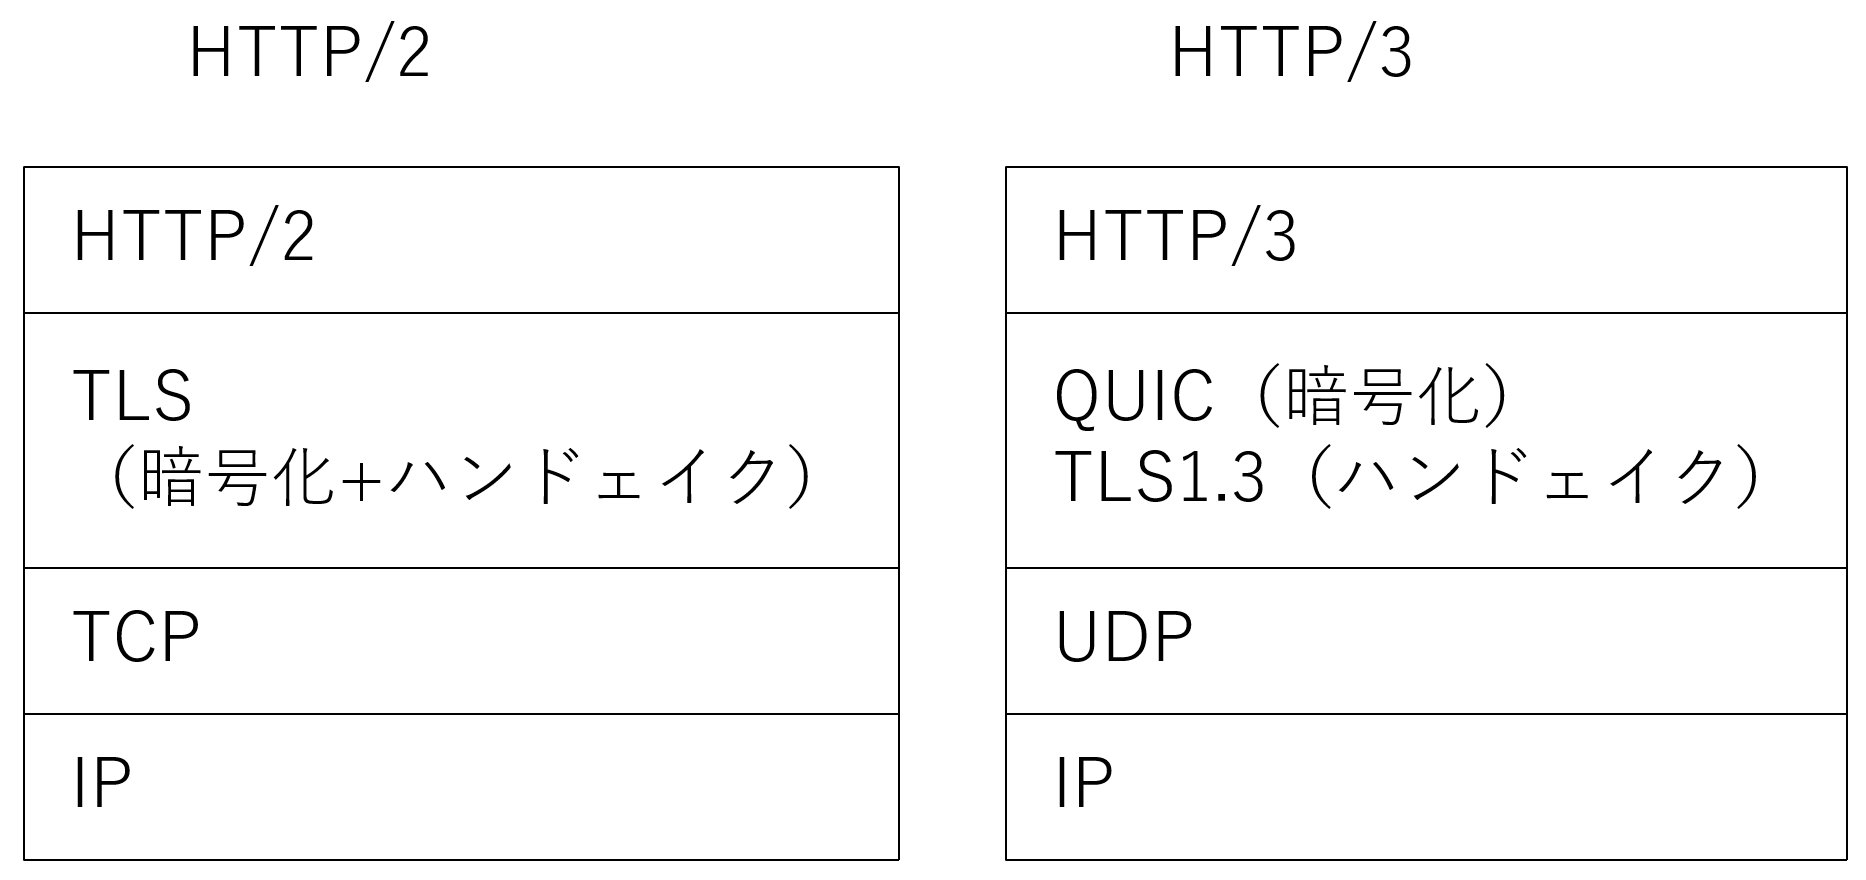 HTTP/2
HTTP/2
TLS
（暗号化+ハンドェイク）
TCP
IP
HTTP/3
HTTP/3
QUIC（暗号化）
TLS1.3（ハンドェイク）
UDP
IP